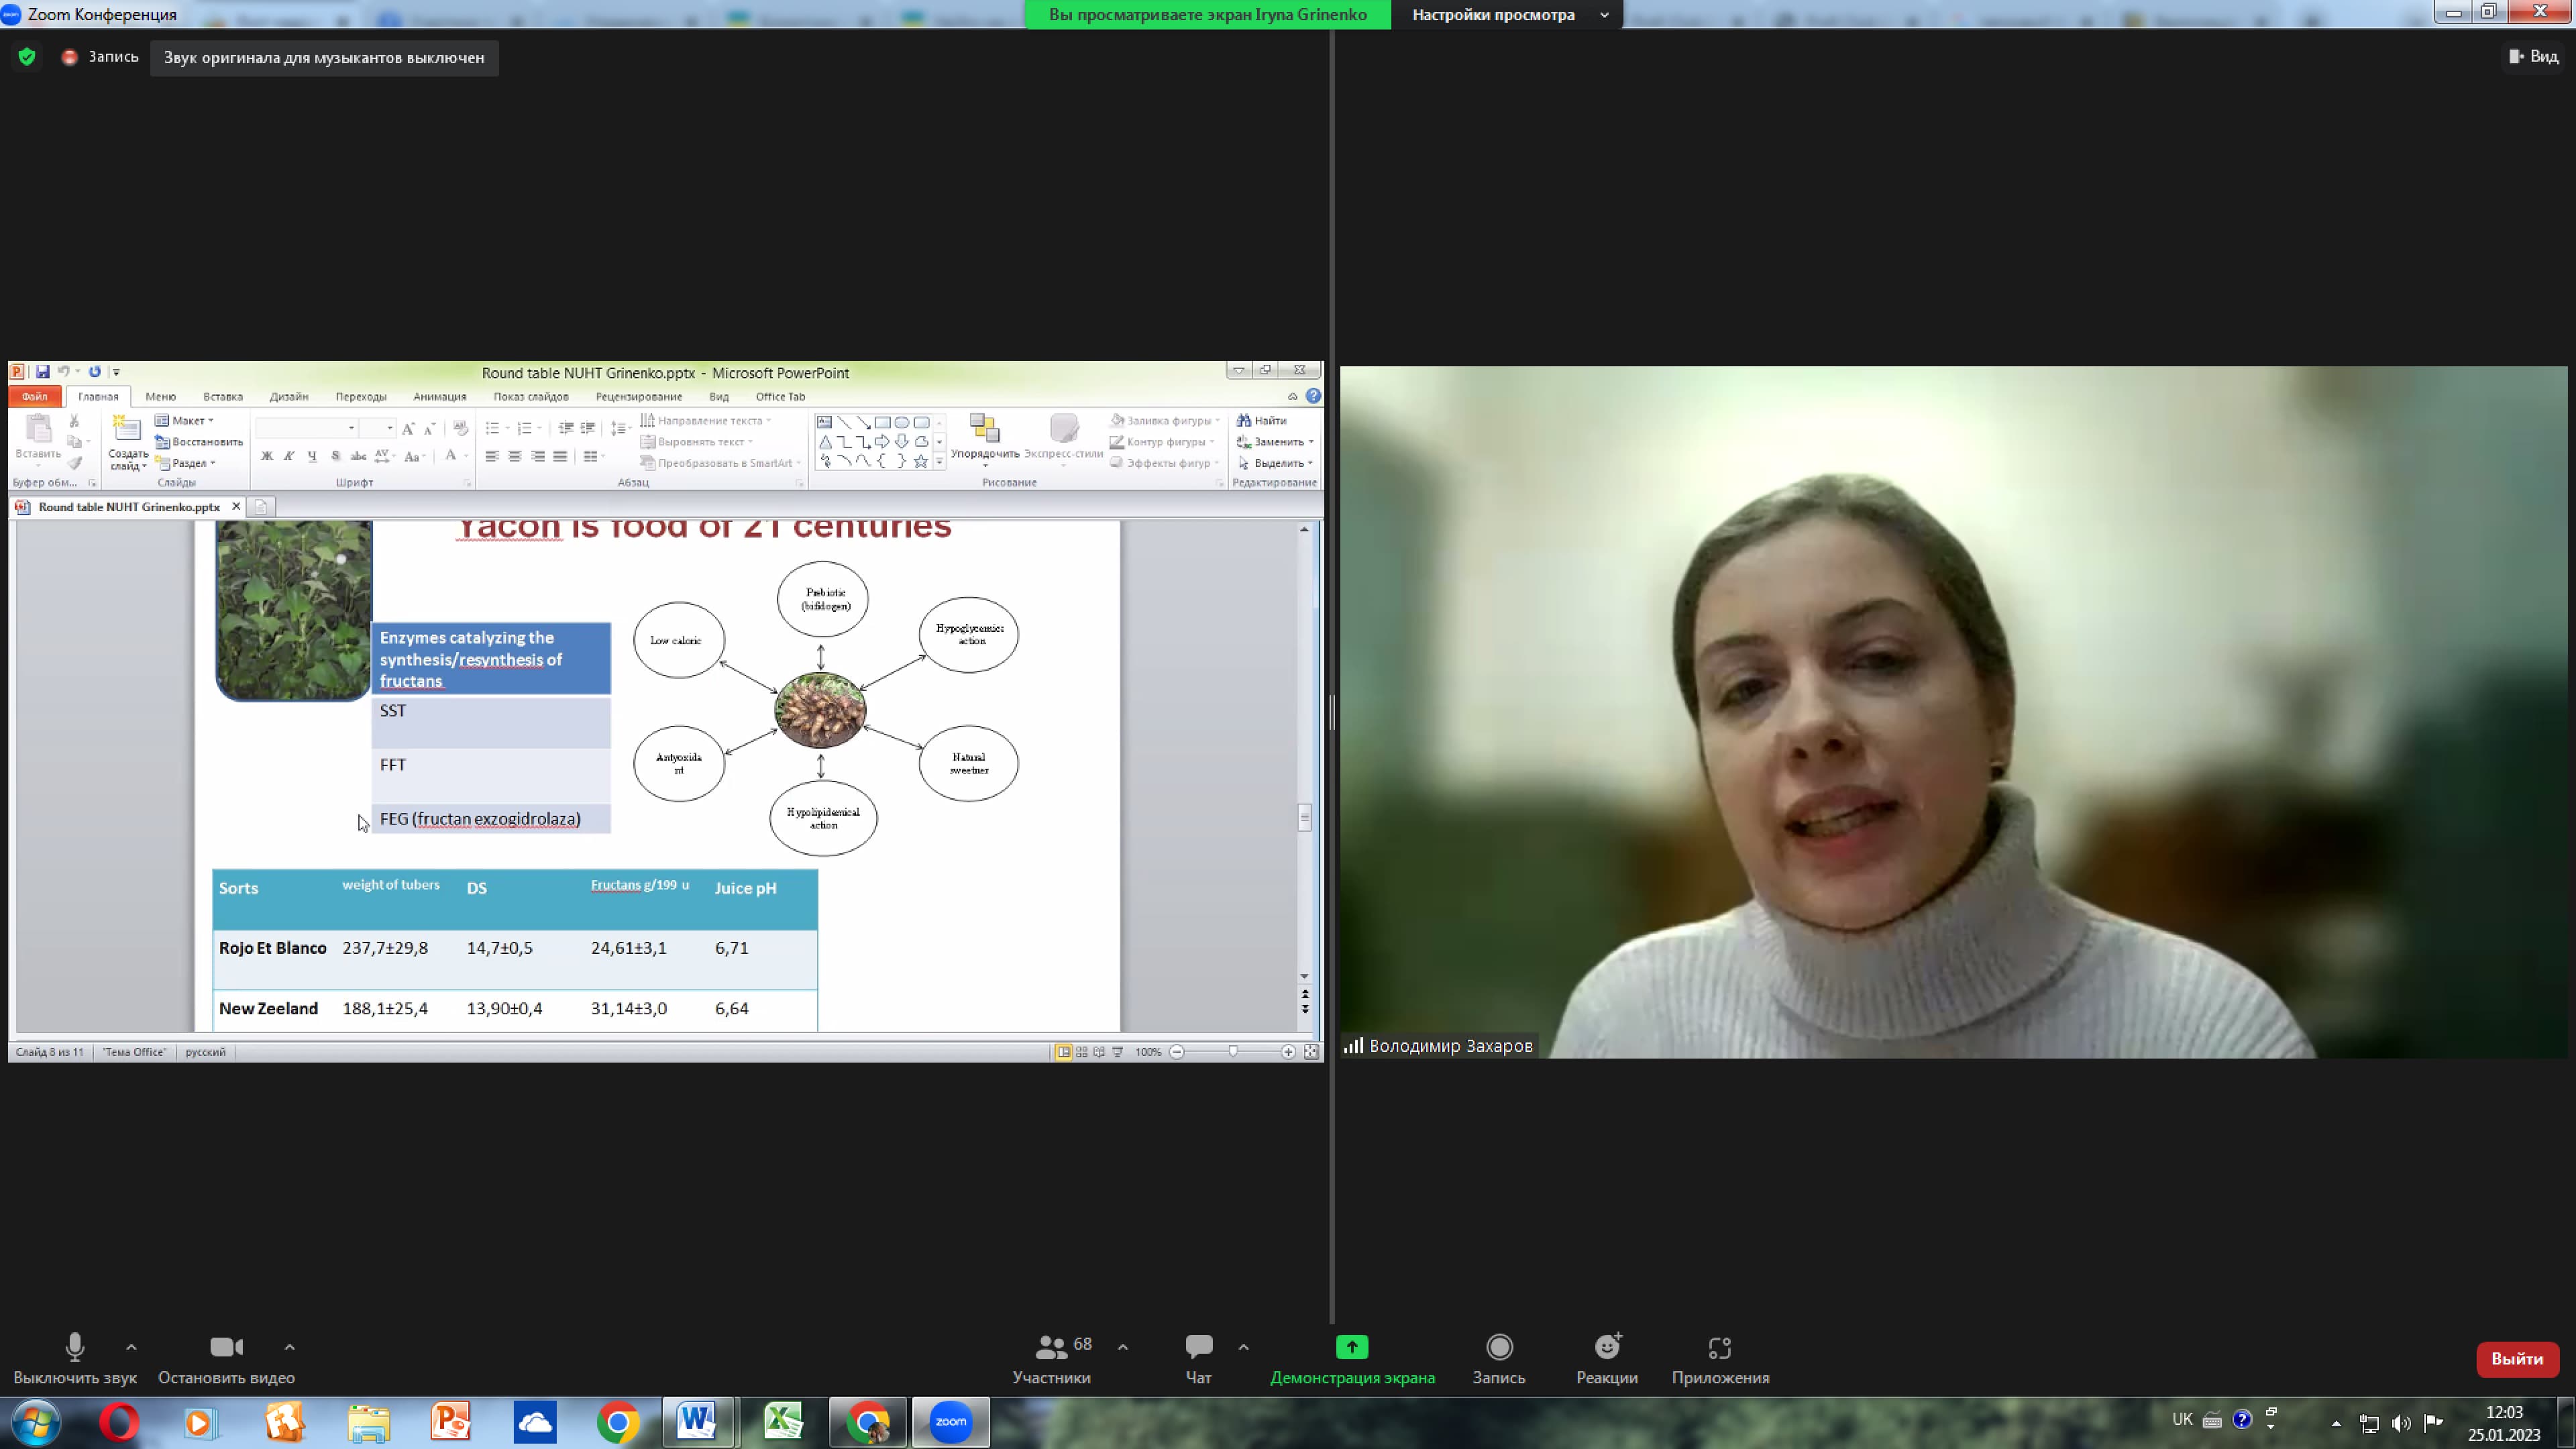 Zoom Конференция
Вы просматриваете экран Iryna Grinenko
Настройки просмотра
Запись
Звук оригинала для музыкантов выключен
Вид
Round table NUHT Grinenko.pptx - Microsoft PowerPoint
Файл Главная Меню Вставка Дизайн Переходы Анимация Показ слайдов Рецензирование Вид Office Tab
Вставить
Буфер обм...
Создать слайд
Макет
Восстановить
Раздел
Слайды
Ж К Ч S abc AV Aa A
Шрифт
Направление текста
Выровнять текст
Преобразовать в SmartArt
Абзац
Упорядочить
Экспресс-стили
Заливка фигуры
Контур фигуры
Эффекты фигур
Рисование
Найти
Заменить
Выделить
Редактирование
Round table NUHT Grinenko.pptx
Yacon is food of 21 centuries
Enzymes catalyzing the
synthesis/resynthesis of
fructans
SST
FFT
FEG (fructan exzogidrolaza)
Prebiotic
(bifidogen)
Low caloric
Hypoglycemic
action
Antyoxida
nt
Natural
sweetner
Hypolipidemical
action
Sorts weight of tubers DS Fructans g/199 u Juice pH
Rojo Et Blanco 237,7±29,8 14,7±0,5 24,61±3,1 6,71
New Zeeland 188,1±25,4 13,90±0,4 31,14±3,0 6,64
Слайд 8 из 11 "Тема Office" русский 100%
Володимир Захаров
Выключить звук
Остановить видео
68
Участники
Чат
Демонстрация экрана
Запись
Реакции
Приложения
Выйти
zoom
UK
12:03
25.01.2023